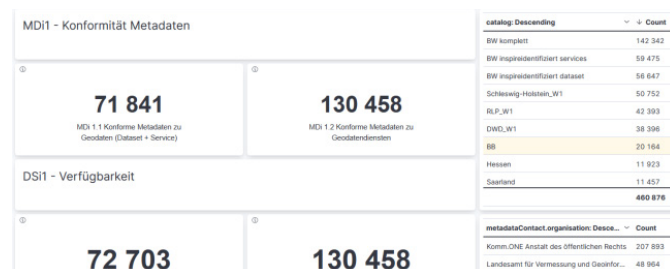 MDi1 - Konformität Metadaten
71 841
MDi 1.1 Konforme Metadaten zu
Geodaten (Dataset + Service)
130 458
MDi 1.2 Konforme Metadaten zu
Geodatendiensten
DSi1 - Verfügbarkeit
72 703
130 458
catalog: Descending Count
BW komplett 142 342
BW inspireidentifiziert services 59 475
BW inspireidentifiziert dataset 56 647
Schleswig-Holstein_W1 50 752
RLP_W1 42 393
DWD_W1 38 396
BB 20 164
Hessen 11 923
Saarland 11 457
460 876
metadataContact.organisation: Desce... Count
Komm.ONE Anstalt des öffentlichen Rechts 207 893
Landesamt für Vermessung und Geoinfor... 48 964